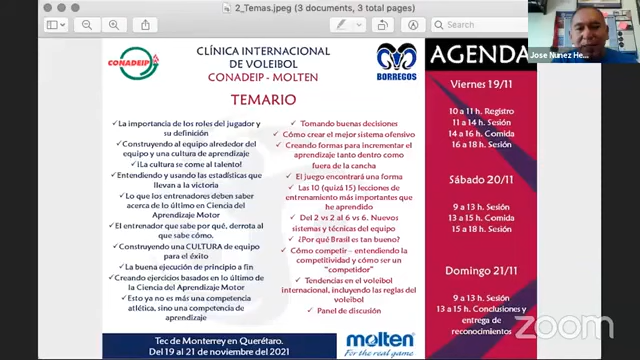 2_Temas.jpeg (3 documents, 3 total pages)
Search
Jose Nunez He...
CONADEIP
CLÍNICA INTERNACIONAL
DE VOLEIBOL
CONADEIP - MOLTEN
TEMARIO
BORREGOS
✓La importancia de los roles del jugador y
su definición
✓Construyendo al equipo alrededor del
equipo y una cultura de aprendizaje
✓¡La cultura se come al talento!
✓Entendiendo y usando las estadísticas que
llevan a la victoria
✓Lo que los entrenadores deben saber
acerca de lo último en Ciencia del
Aprendizaje Motor
✓El entrenador que sabe por qué, derrota al
que sabe cómo.
✓Construyendo una CULTURA de equipo
para el éxito
✓La buena ejecución de principio a fin
✓Creando ejercicios basados en lo último de
la Ciencia del Aprendizaje Motor
✓Esto ya no es más una competencia
atlética, sino una competencia de
aprendizaje
✓Tomando buenas decisiones
✓Cómo crear el mejor sistema ofensivo
✓Creando formas para incrementar el
aprendizaje tanto dentro como
fuera de la cancha
✓El juego encontrará una forma
✓Las 10 (quizá 15) lecciones de
entrenamiento más importantes que
he aprendido
✓Del 2 vs 2 al 6 vs 6. Nuevos
sistemas y técnicas del equipo
✓¿Por qué Brasil es tan bueno?
✓Cómo competir – entendiendo la
competitividad y cómo ser un
"competidor"
✓Tendencias en el voleibol
internacional, incluyendo las reglas del
voleibol
✓Panel de discusión
AGENDA
Viernes 19/11
10 a 11h. Registro
11 a 14h. Sesión
14 a 16h. Comida
16 a 18h. Sesión
Sábado 20/11
9 a 13h. Sesión
13 a 15h. Comida
15 a 18h. Sesión
Domingo 21/11
9 a 13h. Sesión
13 a 15h. Conclusiones y
entrega de
reconocimientos
Tec de Monterrey en Querétaro.
Del 19 al 21 de noviembre del 2021
molten
For the real game
zoom